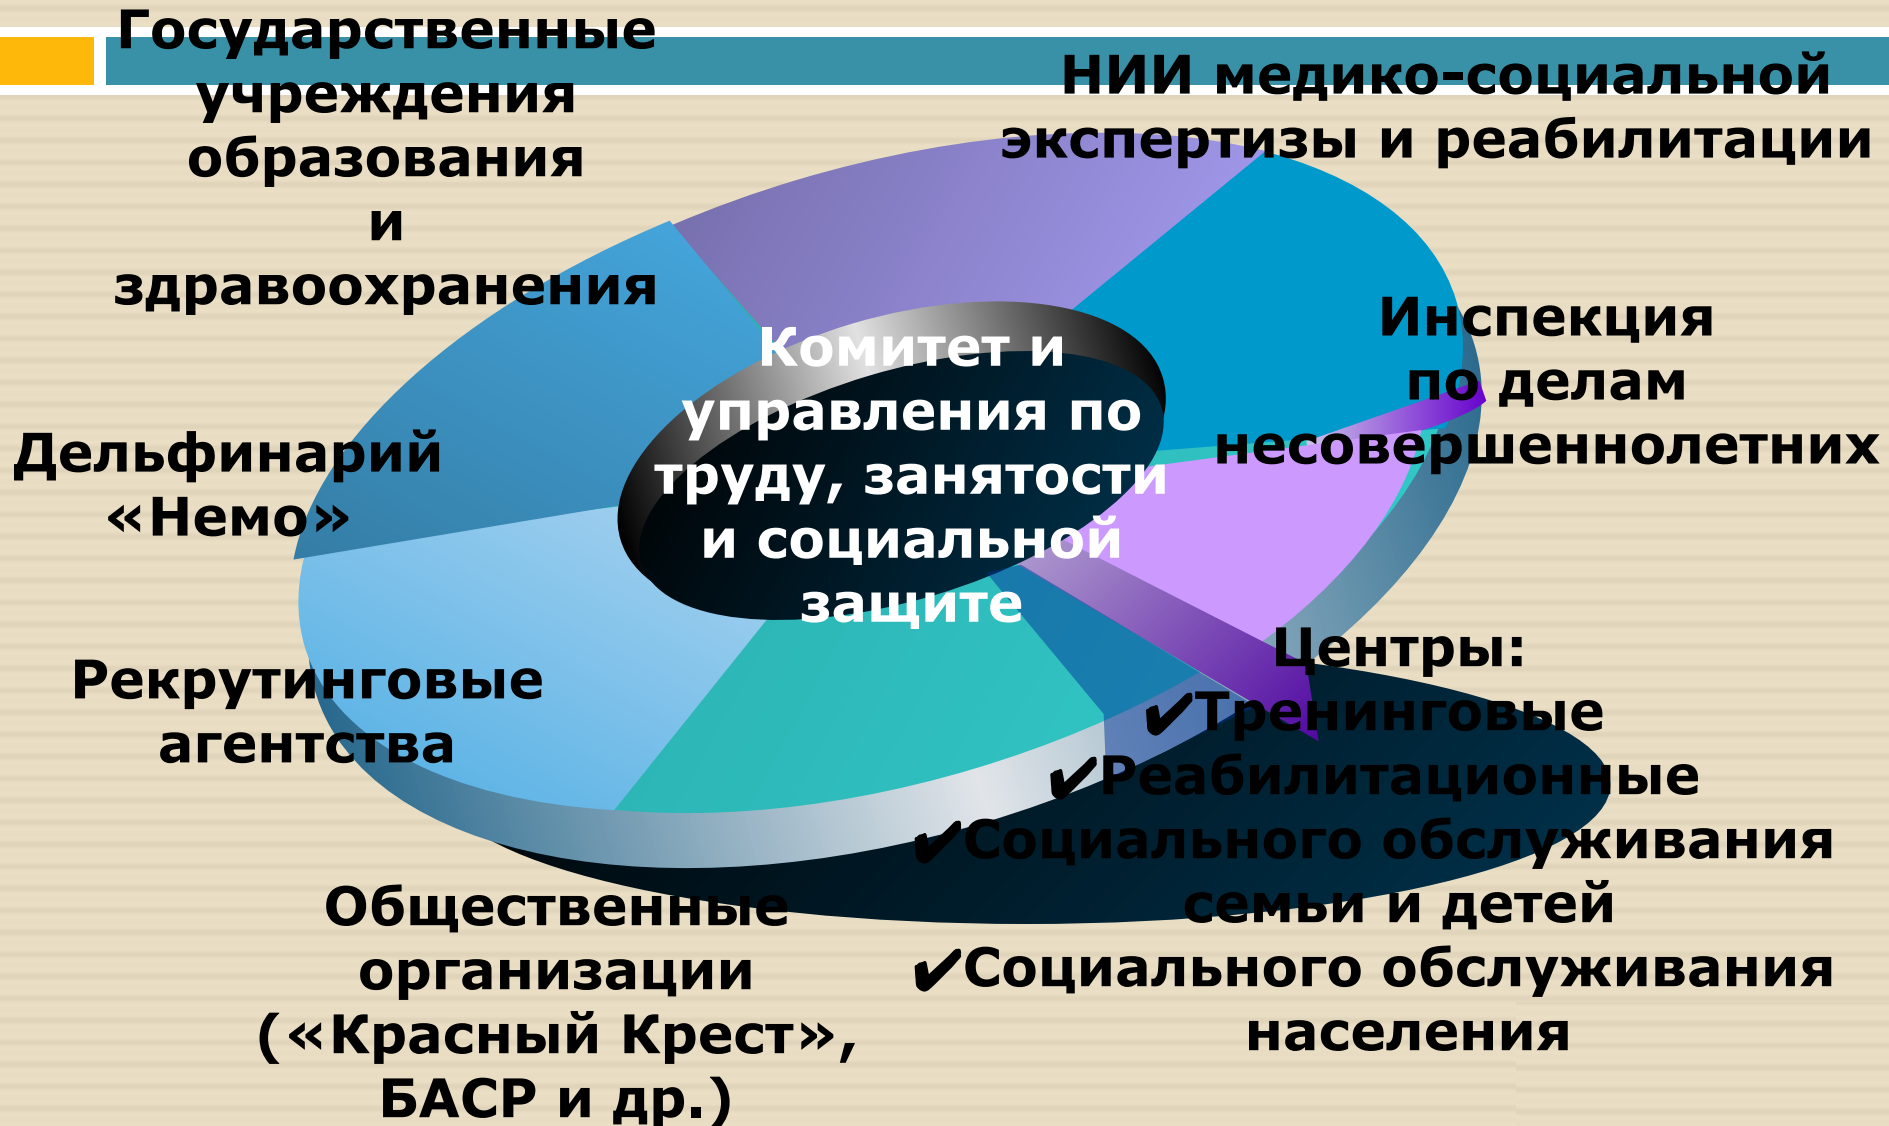 Государственные
учреждения
образования
и
здравоохранения
НИИ медико-социальной
экспертизы и реабилитации
Инспекция
по делам
несовершеннолетних
Комитет и
управления по
труду, занятости
и социальной
защите
Дельфинарий
«Немо»
Рекрутинговые
агентства
Центры:
✔Тренинговые
✔Реабилитационные
✔Социального обслуживания
семьи и детей
✔Социального обслуживания
населения
Общественные
организации
(«Красный Крест»,
БАСР и др.)